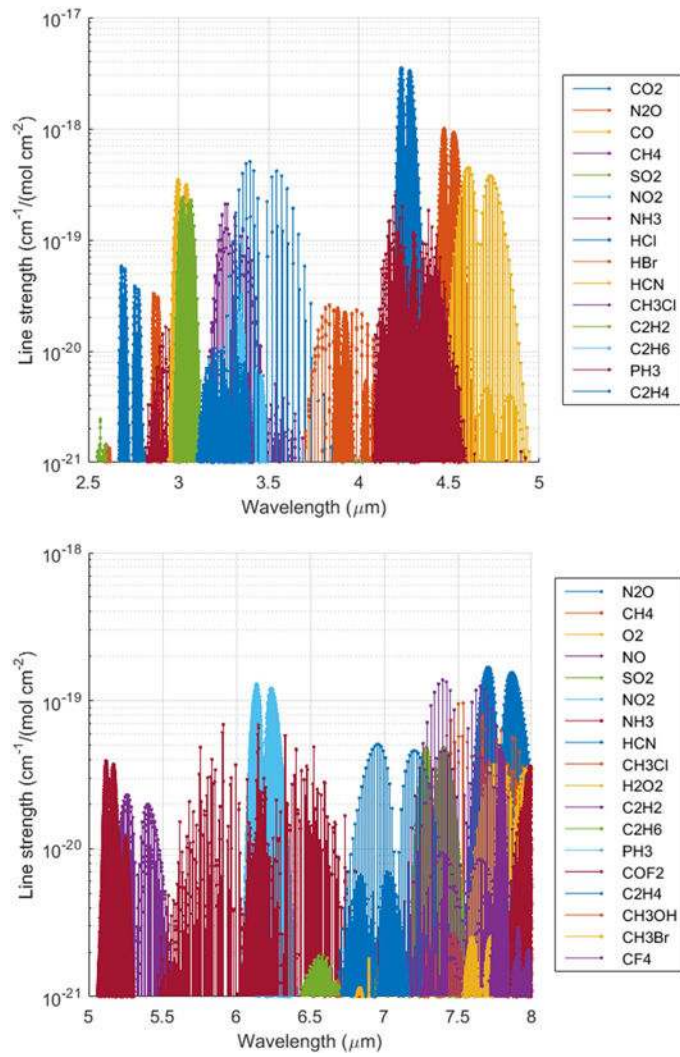 10^-17
10^-18
10^-19
10^-20
10^-21
Line strength (cm^-1/(mol cm^-2)
2.5 3 3.5 4 4.5 5
Wavelength (μm)
CO2
N2O
CO
CH4
SO2
NO2
NH3
HCl
HBr
HCN
CH3Cl
C2H2
C2H6
PH3
C2H4
10^-18
10^-19
10^-20
10^-21
Line strength (cm^-1/(mol cm^-2)
5 5.5 6 6.5 7 7.5 8
Wavelength (μm)
N2O
CH4
O2
NO
SO2
NO2
NH3
HCN
CH3Cl
H2O2
C2H2
C2H6
PH3
COF2
C2H4
CH3OH
CH3Br
CF4